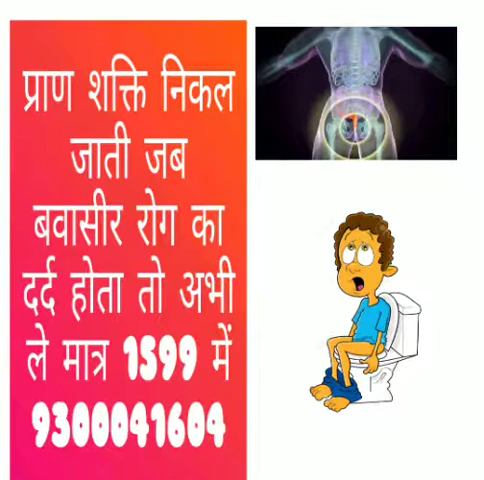 प्राण शक्ति निकल
जाती जब
बवासीर रोग का
दर्द होता तो अभी
ले मात्र 1599 में
9300041604